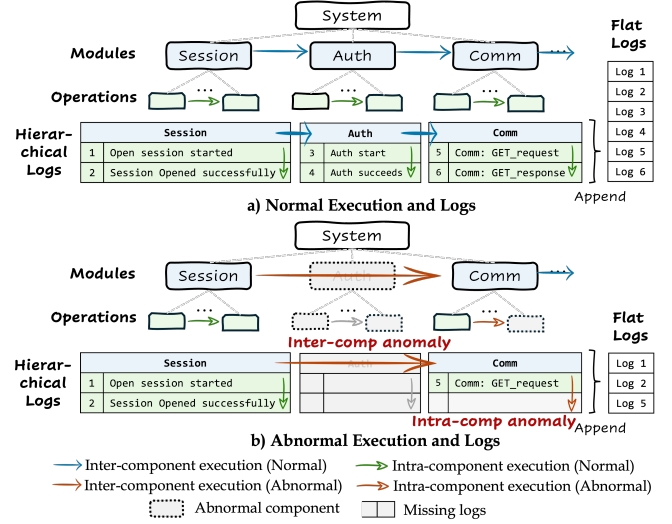 System
Modules
Session
Auth
Comm
...
Flat
Logs
Operations
...
...
...
Log 1
Log 2
Log 3
Log 4
Log 5
Log 6
Hierar-
chical
Logs
Session
1 Open session started
2 Session Opened successfully
Auth
3 Auth start
4 Auth succeeds
Comm
5 Comm: GET_request
6 Comm: GET_response
Append
a) Normal Execution and Logs
System
Modules
Session
Auth
Comm
...
Operations
...
...
...
Inter-comp anomaly
Flat
Logs
Log 1
Log 2
Log 5
Hierar-
chical
Logs
Session
1 Open session started
2 Session Opened successfully
Auth
Comm
5 Comm: GET_request
Intra-comp anomaly
Append
b) Abnormal Execution and Logs
Inter-component execution (Normal)
Intra-component execution (Normal)
Inter-component execution (Abnormal)
Intra-component execution (Abnormal)
Abnormal component
Missing logs